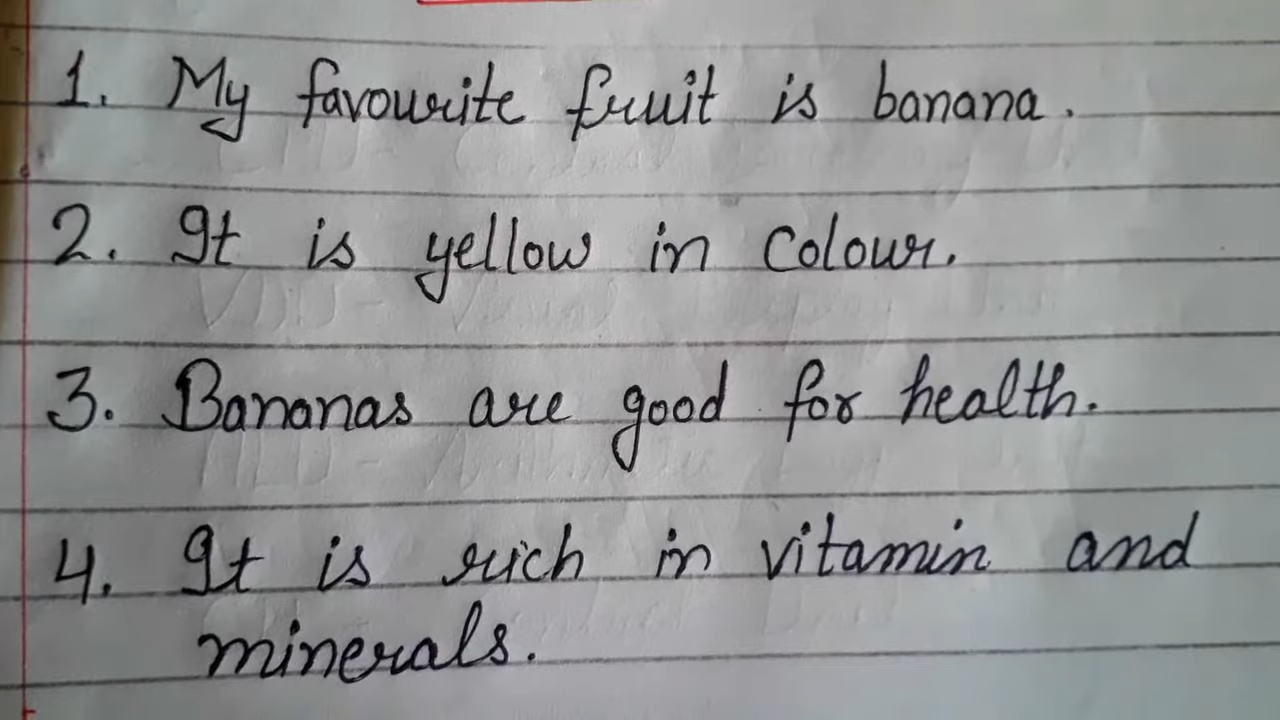 1. My favourite fruit is banana.
2. It is yellow in colour.
3. Bananas are good for health.
4. It is rich in vitamin and
minerals.